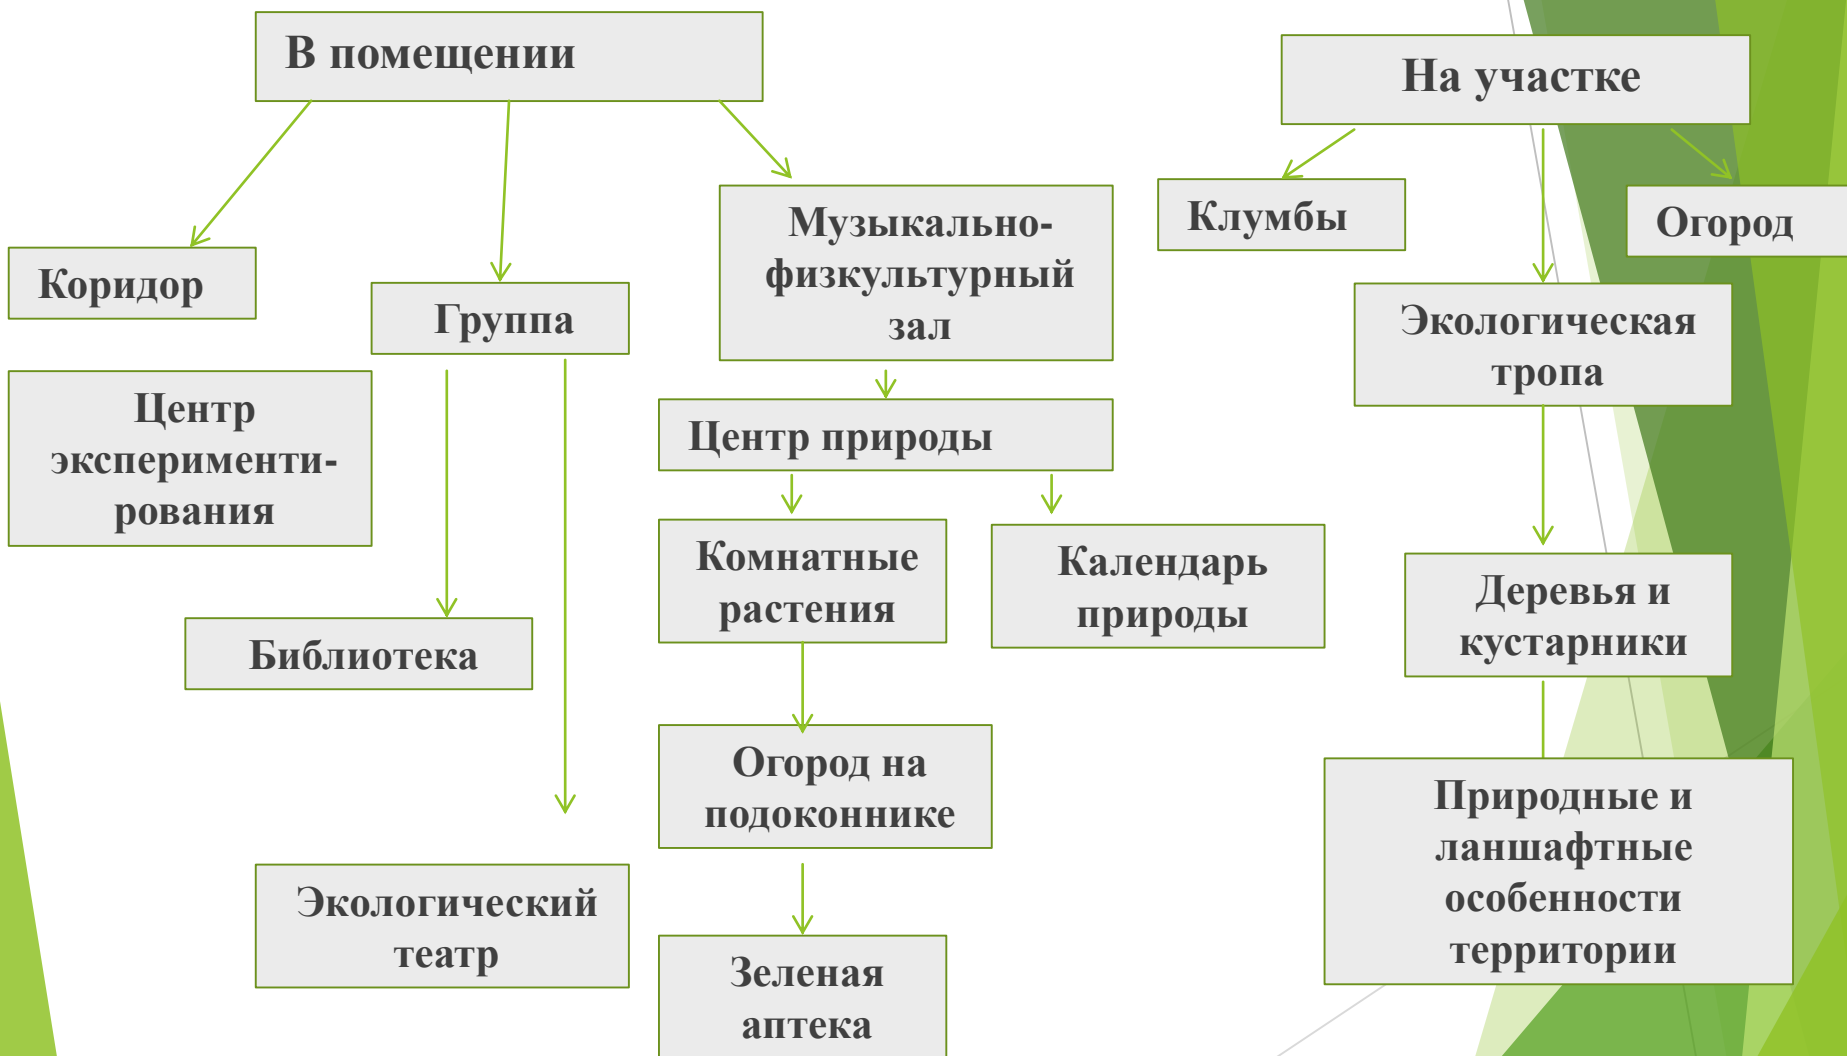 В помещении
На участке
Коридор
Группа
Музыкально-
физкультурный
зал
Клумбы
Огород
Экологическая
тропа
Центр
эксперименти-
рования
Центр природы
Комнатные
растения
Календарь
природы
Деревья и
кустарники
Библиотека
Огород на
подоконнике
Природные и
ланшафтные
особенности
территории
Экологический
театр
Зеленая
аптека